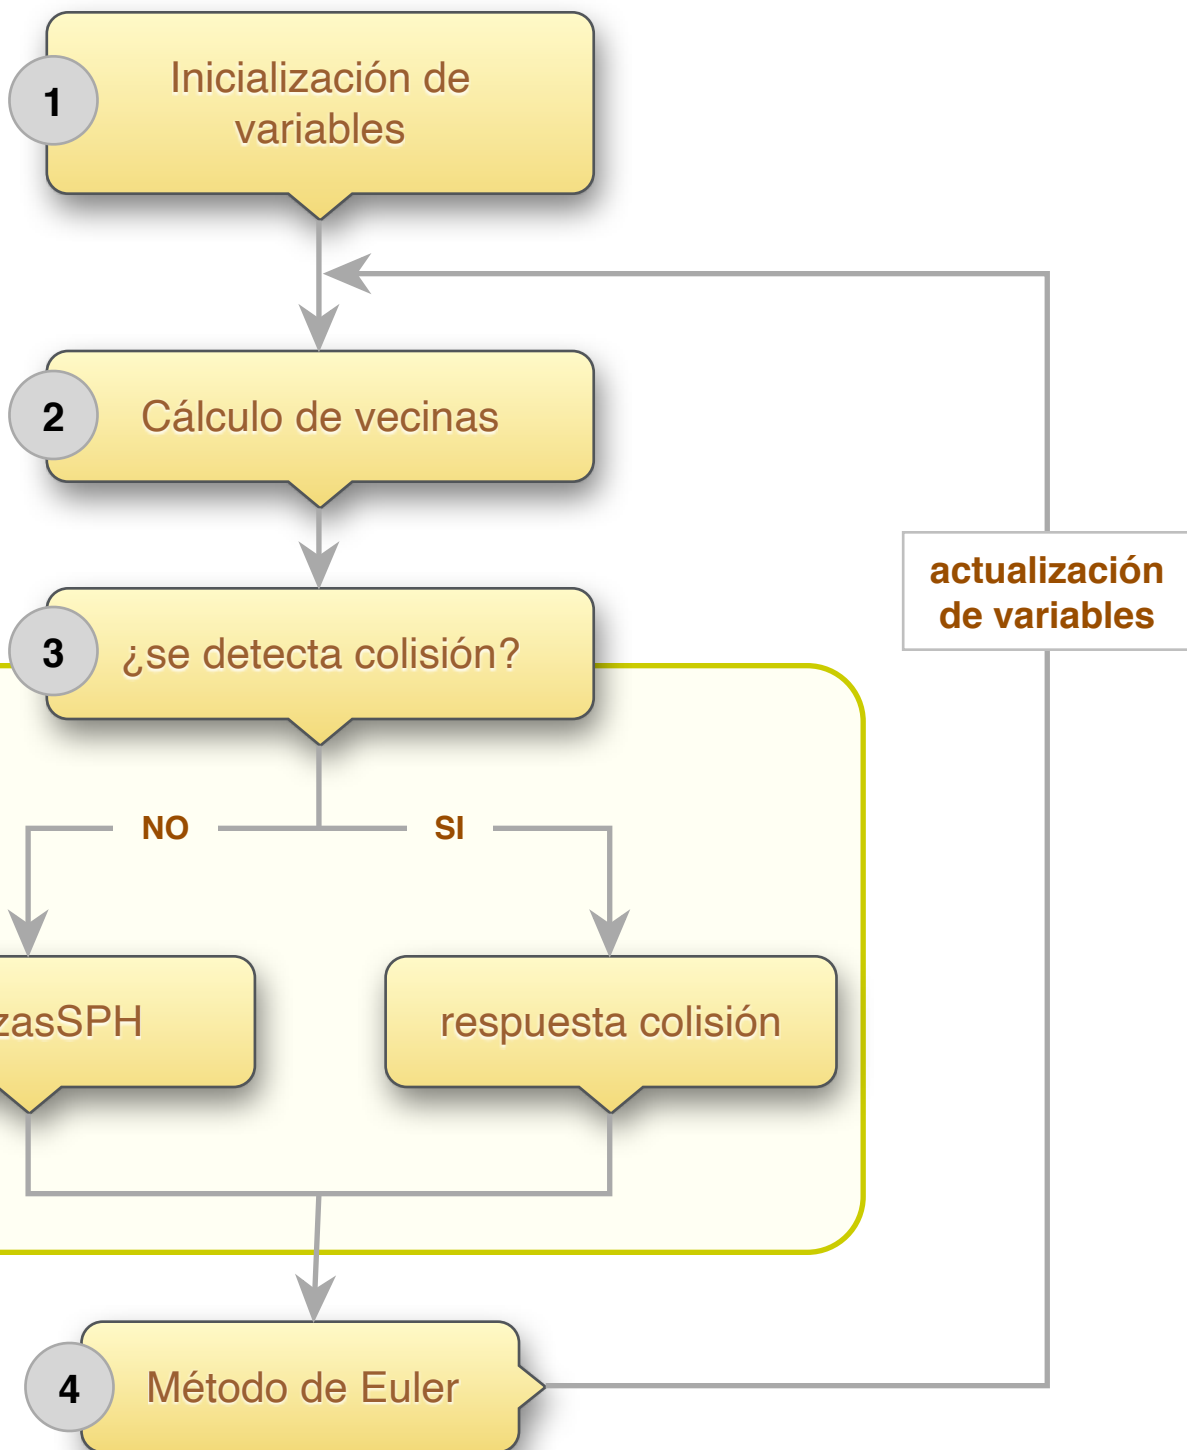 1
Inicialización de
variables
2
Cálculo de vecinas
actualización
de variables
3
¿se detecta colisión?
NO
SI
zasSPH
respuesta colisión
4
Método de Euler